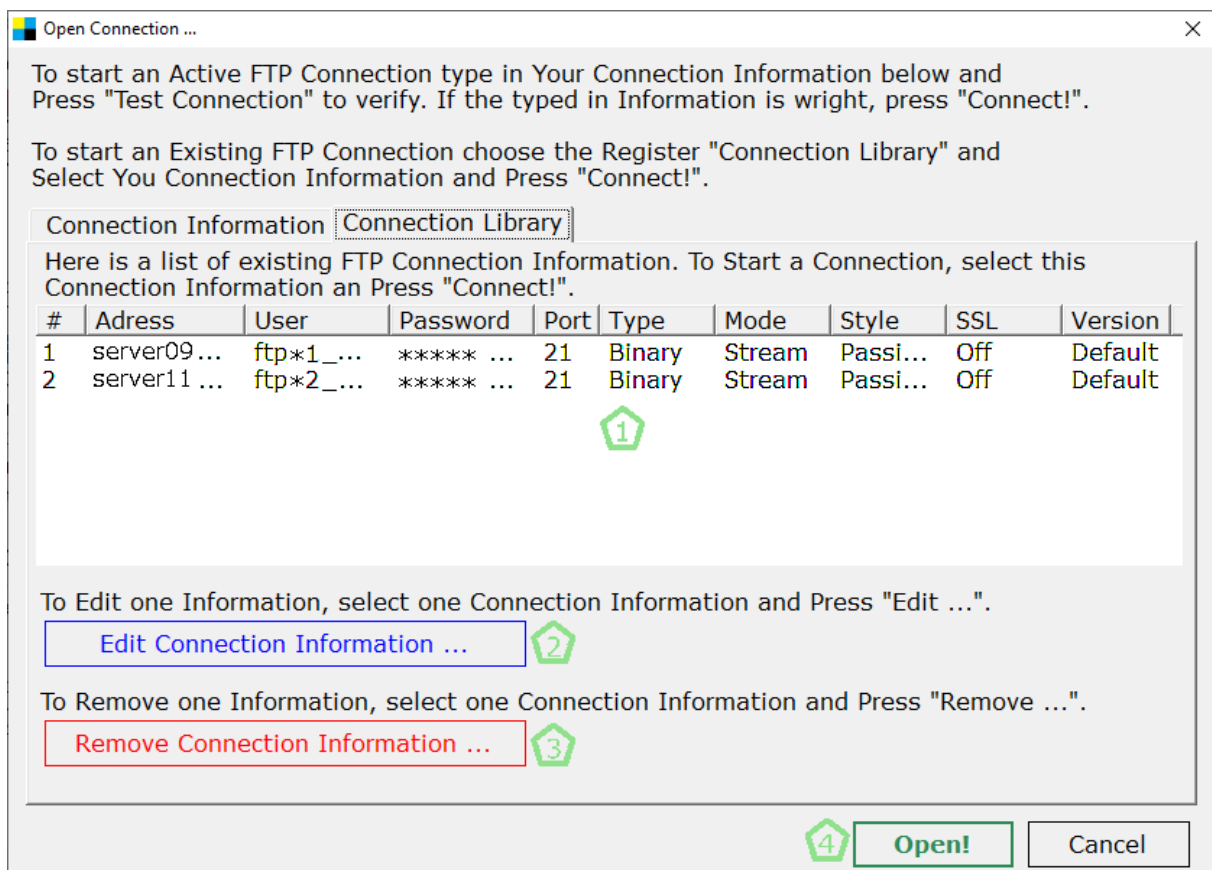 Open Connection ...
To start an Active FTP Connection type in Your Connection Information below and
Press "Test Connection" to verify. If the typed in Information is wright, press "Connect!".
To start an Existing FTP Connection choose the Register "Connection Library" and
Select You Connection Information and Press "Connect!".
Connection Information Connection Library
Here is a list of existing FTP Connection Information. To Start a Connection, select this
Connection Information an Press "Connect!".
# Adress User Password Port Type Mode Style SSL Version
1 server09... ftp*1_... ***** ... 21 Binary Stream Passi... Off Default
2 server11... ftp*2_... ***** ... 21 Binary Stream Passi... Off Default
1
To Edit one Information, select one Connection Information and Press "Edit ...".
Edit Connection Information ... 2
To Remove one Information, select one Connection Information and Press "Remove ...".
Remove Connection Information ... 3
4 Open! Cancel